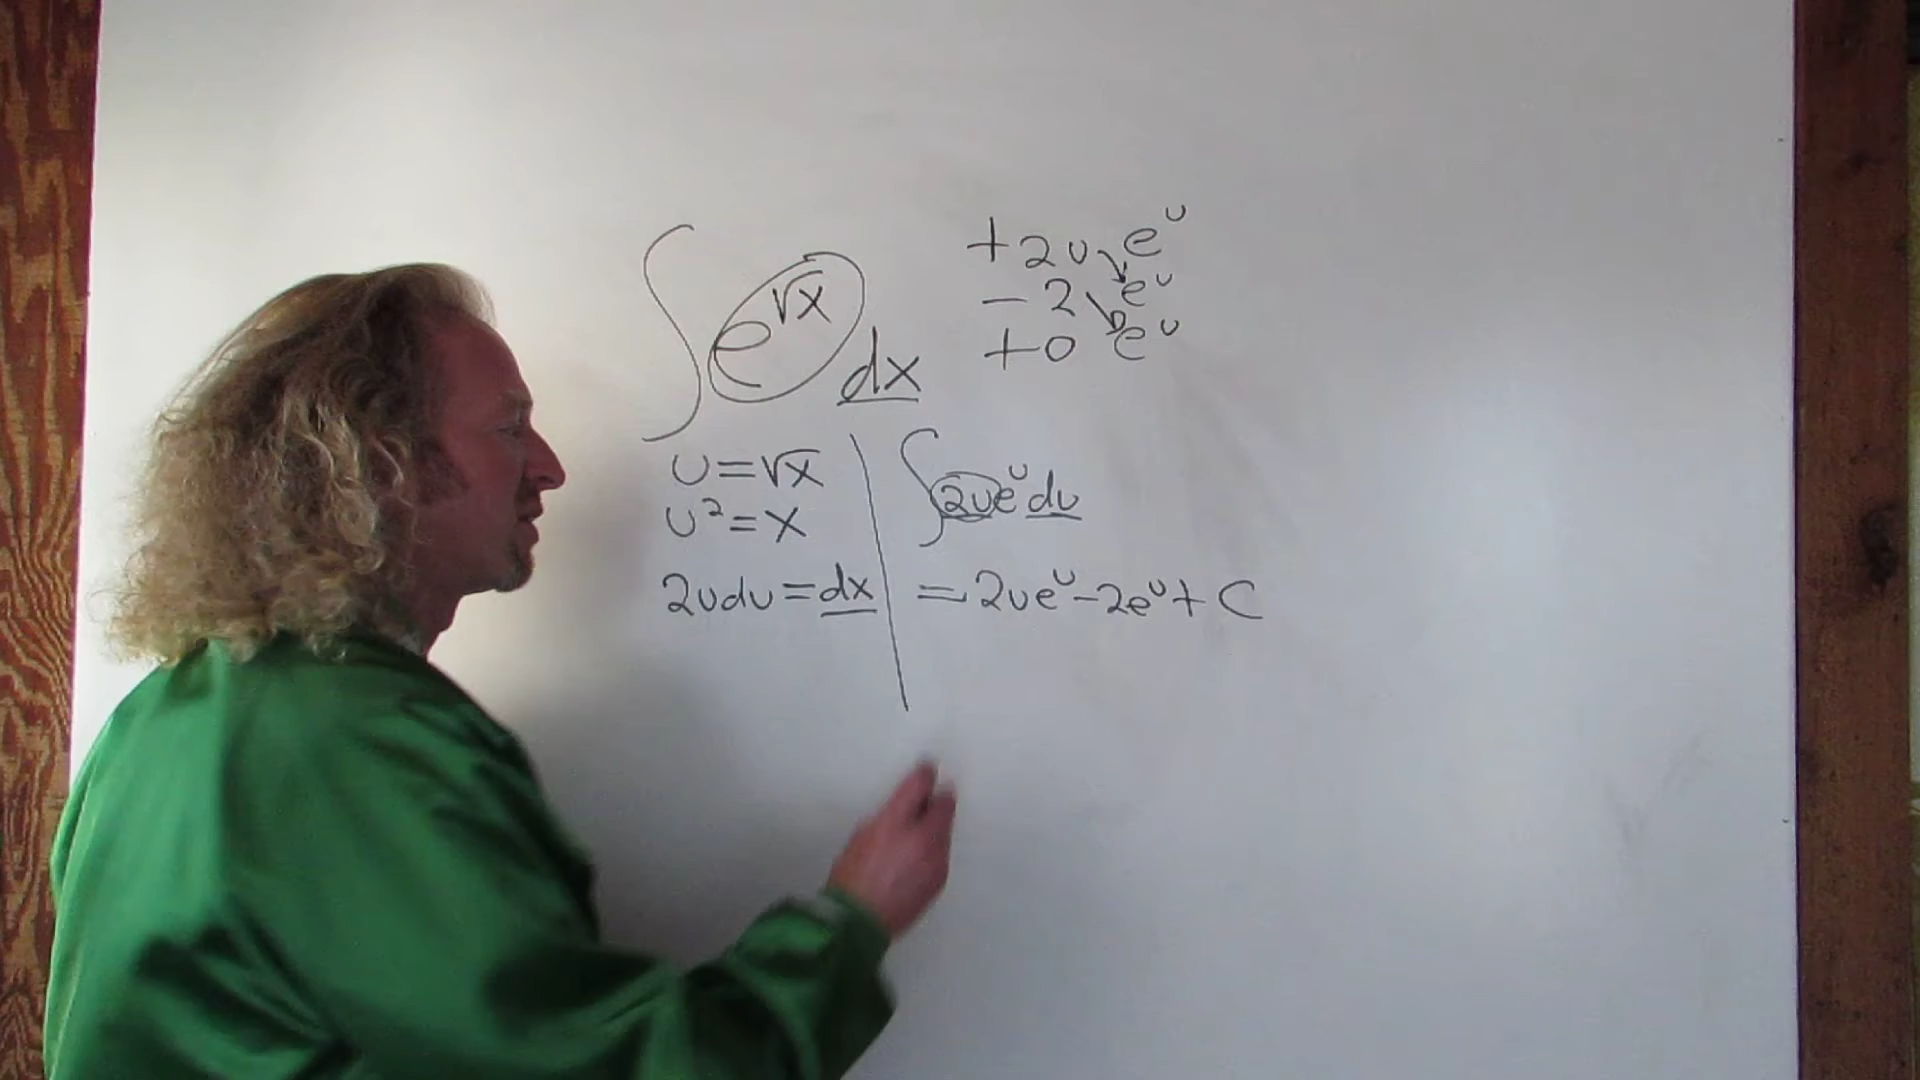 ∫e^√x dx
+2u e^u
-2 e^u
+0 e^u
u=√x
u²=x
2udu=dx
∫2ue^u du
=2ue^u-2e^u+C